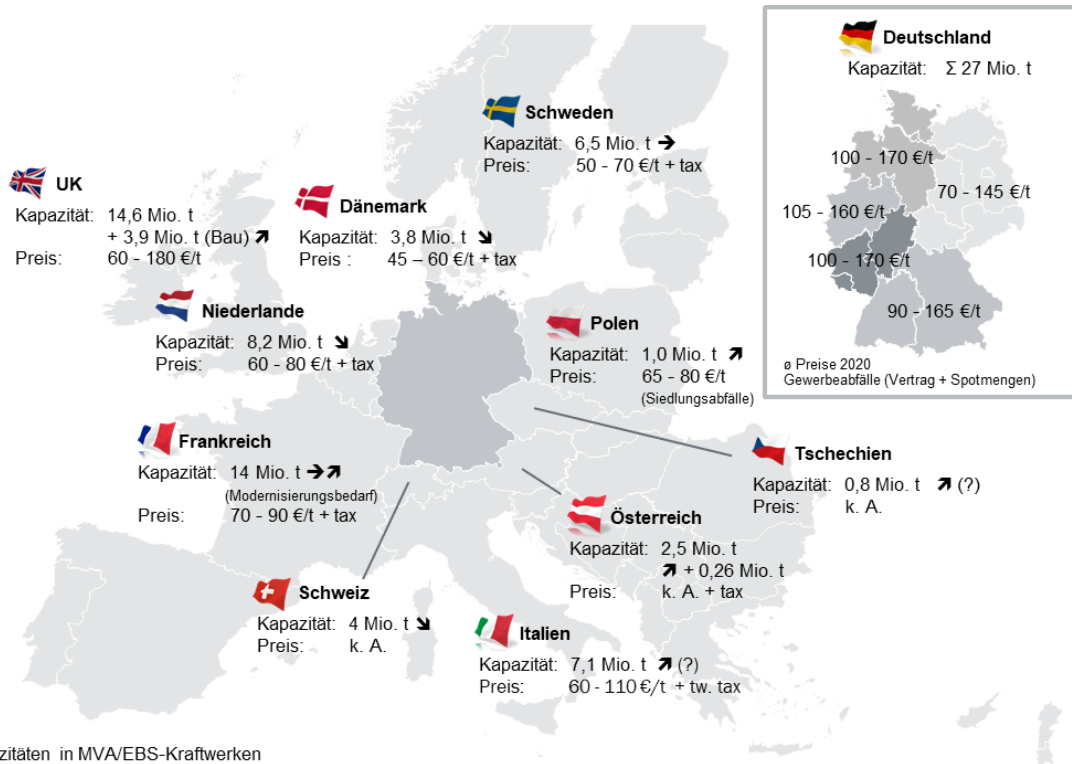 Deutschland
Kapazität: Σ 27 Mio. t
100 - 170 €/t
70 - 145 €/t
105 - 160 €/t
100 - 170 €/t
90 - 165 €/t
ø Preise 2020
Gewerbeabfälle (Vertrag + Spotmengen)
Schweden
Kapazität: 6,5 Mio. t ➔
Preis: 50 - 70 €/t + tax
UK
Kapazität: 14,6 Mio. t
+ 3,9 Mio. t (Bau) ⬈
Preis: 60 - 180 €/t
Dänemark
Kapazität: 3,8 Mio. t ⬊
Preis : 45 – 60 €/t + tax
Niederlande
Kapazität: 8,2 Mio. t ⬊
Preis: 60 - 80 €/t + tax
Polen
Kapazität: 1,0 Mio. t ⬈
Preis: 65 - 80 €/t
(Siedlungsabfälle)
Frankreich
Kapazität: 14 Mio. t ➔⬈
(Modernisierungsbedarf)
Preis: 70 - 90 €/t + tax
Tschechien
Kapazität: 0,8 Mio. t ⬈ (?)
Preis: k. A.
Österreich
Kapazität: 2,5 Mio. t
⬈ + 0,26 Mio. t
Preis: k. A. + tax
Schweiz
Kapazität: 4 Mio. t ⬊
Preis: k. A.
Italien
Kapazität: 7,1 Mio. t ⬈ (?)
Preis: 60 - 110 €/t + tw. tax
zitäten in MVA/EBS-Kraftwerken